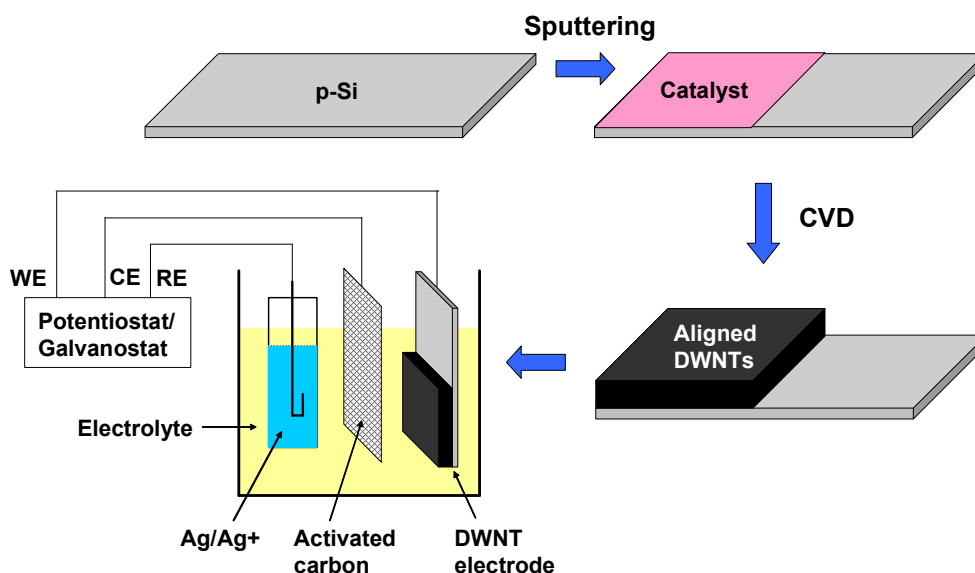 Sputtering
p-Si
Catalyst
CVD
WE
CE
RE
Potentiostat/
Galvanostat
Aligned
DWNTs
Electrolyte
Ag/Ag+
Activated
carbon
DWNT
electrode